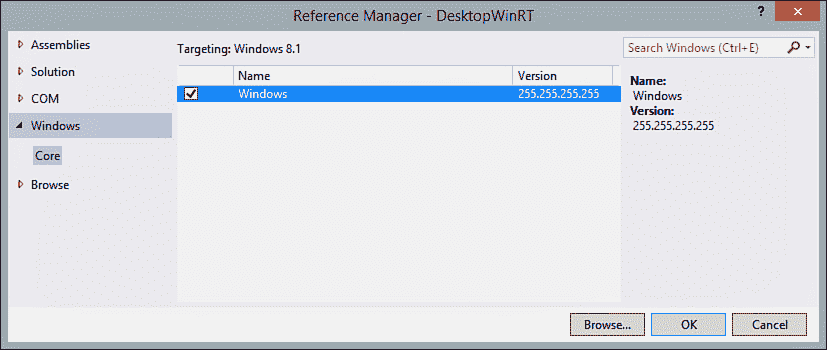 Reference Manager - DesktopWinRT
?
Assemblies
Solution
COM
Windows
Core
Browse
Targeting: Windows 8.1
Name Version
Windows 255.255.255.255
Search Windows (Ctrl+E)
Name:
Windows
Version:
255.255.255.255
Browse... OK Cancel